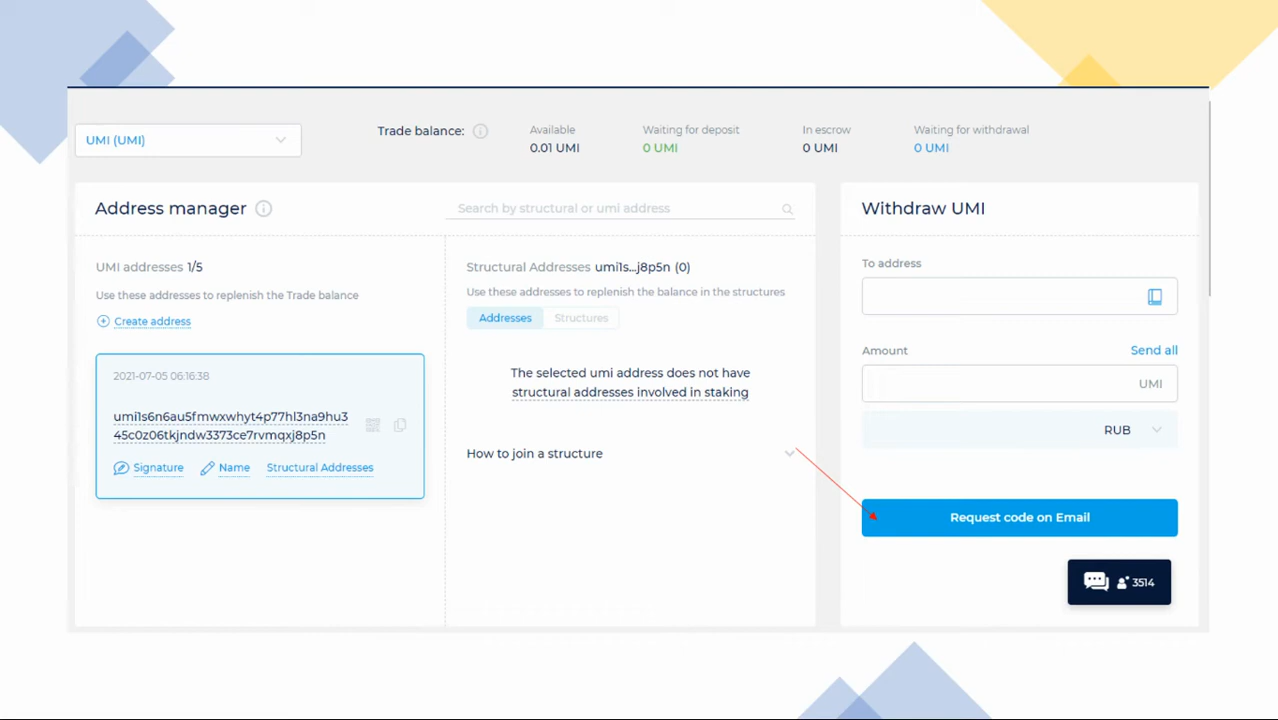 UMI (UMI)
Trade balance:
Available
0.01 UMI
Waiting for deposit
0 UMI
In escrow
0 UMI
Waiting for withdrawal
0 UMI
Address manager
Search by structural or umi address
UMI addresses 1/5
Use these addresses to replenish the Trade balance
Create address
2021-07-05 06:16:38
umi1s6n6au5fmwxwhyt4p77hl3na9hu3
45c0z06tkjndw3373ce7rvmqxj8p5n
Signature
Name
Structural Addresses
Structural Addresses umi1s...j8p5n (0)
Use these addresses to replenish the balance in the structures
Addresses
Structures
The selected umi address does not have
structural addresses involved in staking
How to join a structure
Withdraw UMI
To address
Amount
Send all
UMI
RUB
Request code on Email
3514